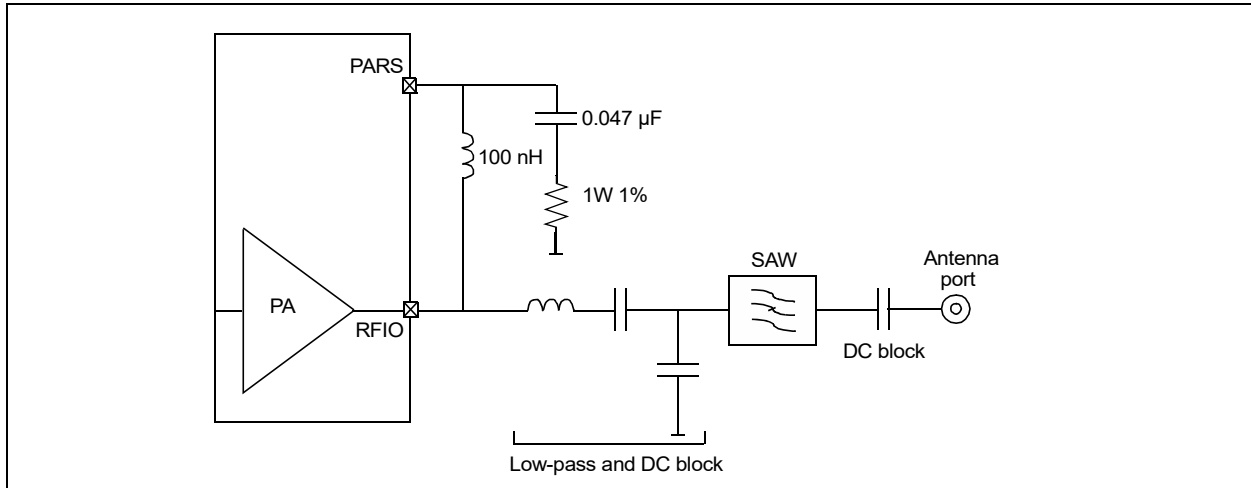 PARS
0.047 µF
100 nH
1W 1%
SAW
Antenna
port
PA
RFIO
DC block
Low-pass and DC block